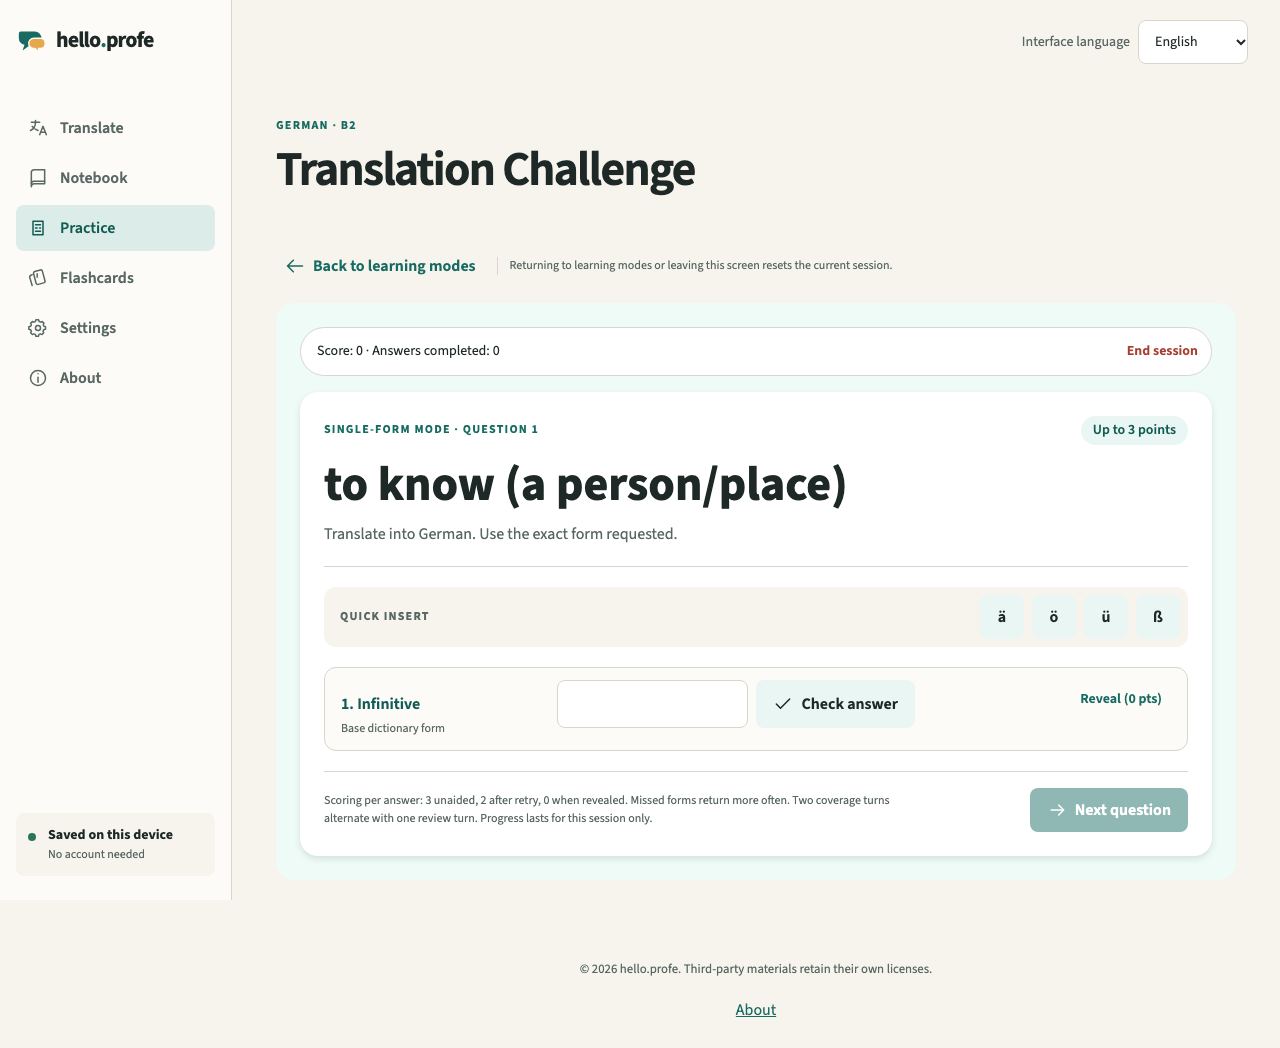 hello.profe
Interface language
English
Translate
Notebook
Practice
Flashcards
Settings
About
Saved on this device
No account needed
GERMAN · B2
Translation Challenge
Back to learning modes
Returning to learning modes or leaving this screen resets the current session.
Score: 0 · Answers completed: 0
End session
SINGLE-FORM MODE · QUESTION 1
Up to 3 points
to know (a person/place)
Translate into German. Use the exact form requested.
QUICK INSERT
ä ö ü ß
1. Infinitive
Base dictionary form
Check answer
Reveal (0 pts)
Scoring per answer: 3 unaided, 2 after retry, 0 when revealed. Missed forms return more often. Two coverage turns
alternate with one review turn. Progress lasts for this session only.
Next question
© 2026 hello.profe. Third-party materials retain their own licenses.
About